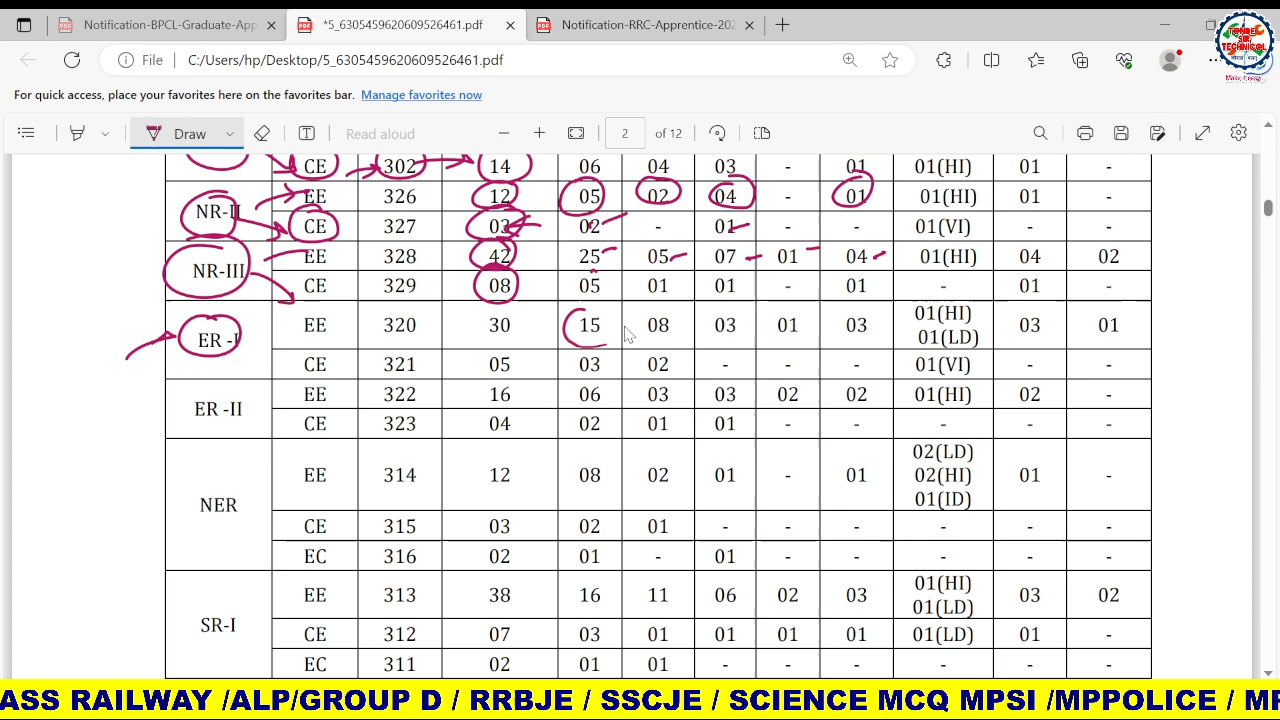 Notification-BPCL-Graduate-App
*5_6305459620609526461.pdf
Notification-RRC-Apprentice-202
TONDE SIR TECHNICAL
File C:/Users/hp/Desktop/5_6305459620609526461.pdf
For quick access, place your favorites here on the favorites bar. Manage favorites now
Draw Read aloud 2 of 12
CE 302 14 06 04 03 - 01 01(HI) 01 -
NR-II EE 326 12 05 02 04 - 01 01(HI) 01 -
CE 327 03 02 - 01 - - 01(VI) - -
NR-III EE 328 42 25 05 07 01 04 01(HI) 04 02
CE 329 08 05 01 01 - 01 - 01 -
ER -I EE 320 30 15 08 03 01 03 01(HI) 01(LD) 03 01
CE 321 05 03 02 - - - 01(VI) - -
ER -II EE 322 16 06 03 03 02 02 01(HI) 02 -
CE 323 04 02 01 01 - - - - -
NER EE 314 12 08 02 01 - 01 02(LD) 02(HI) 01(ID) 01 -
CE 315 03 02 01 - - - - - -
EC 316 02 01 - 01 - - - - -
SR-I EE 313 38 16 11 06 02 03 01(HI) 01(LD) 03 02
CE 312 07 03 01 01 01 01 01(LD) 01 -
EC 311 02 01 01 - - - - - -
ASS RAILWAY /ALP/GROUP D / RRBJE / SSCJE / SCIENCE MCQ MPSI /MPPOLICE /